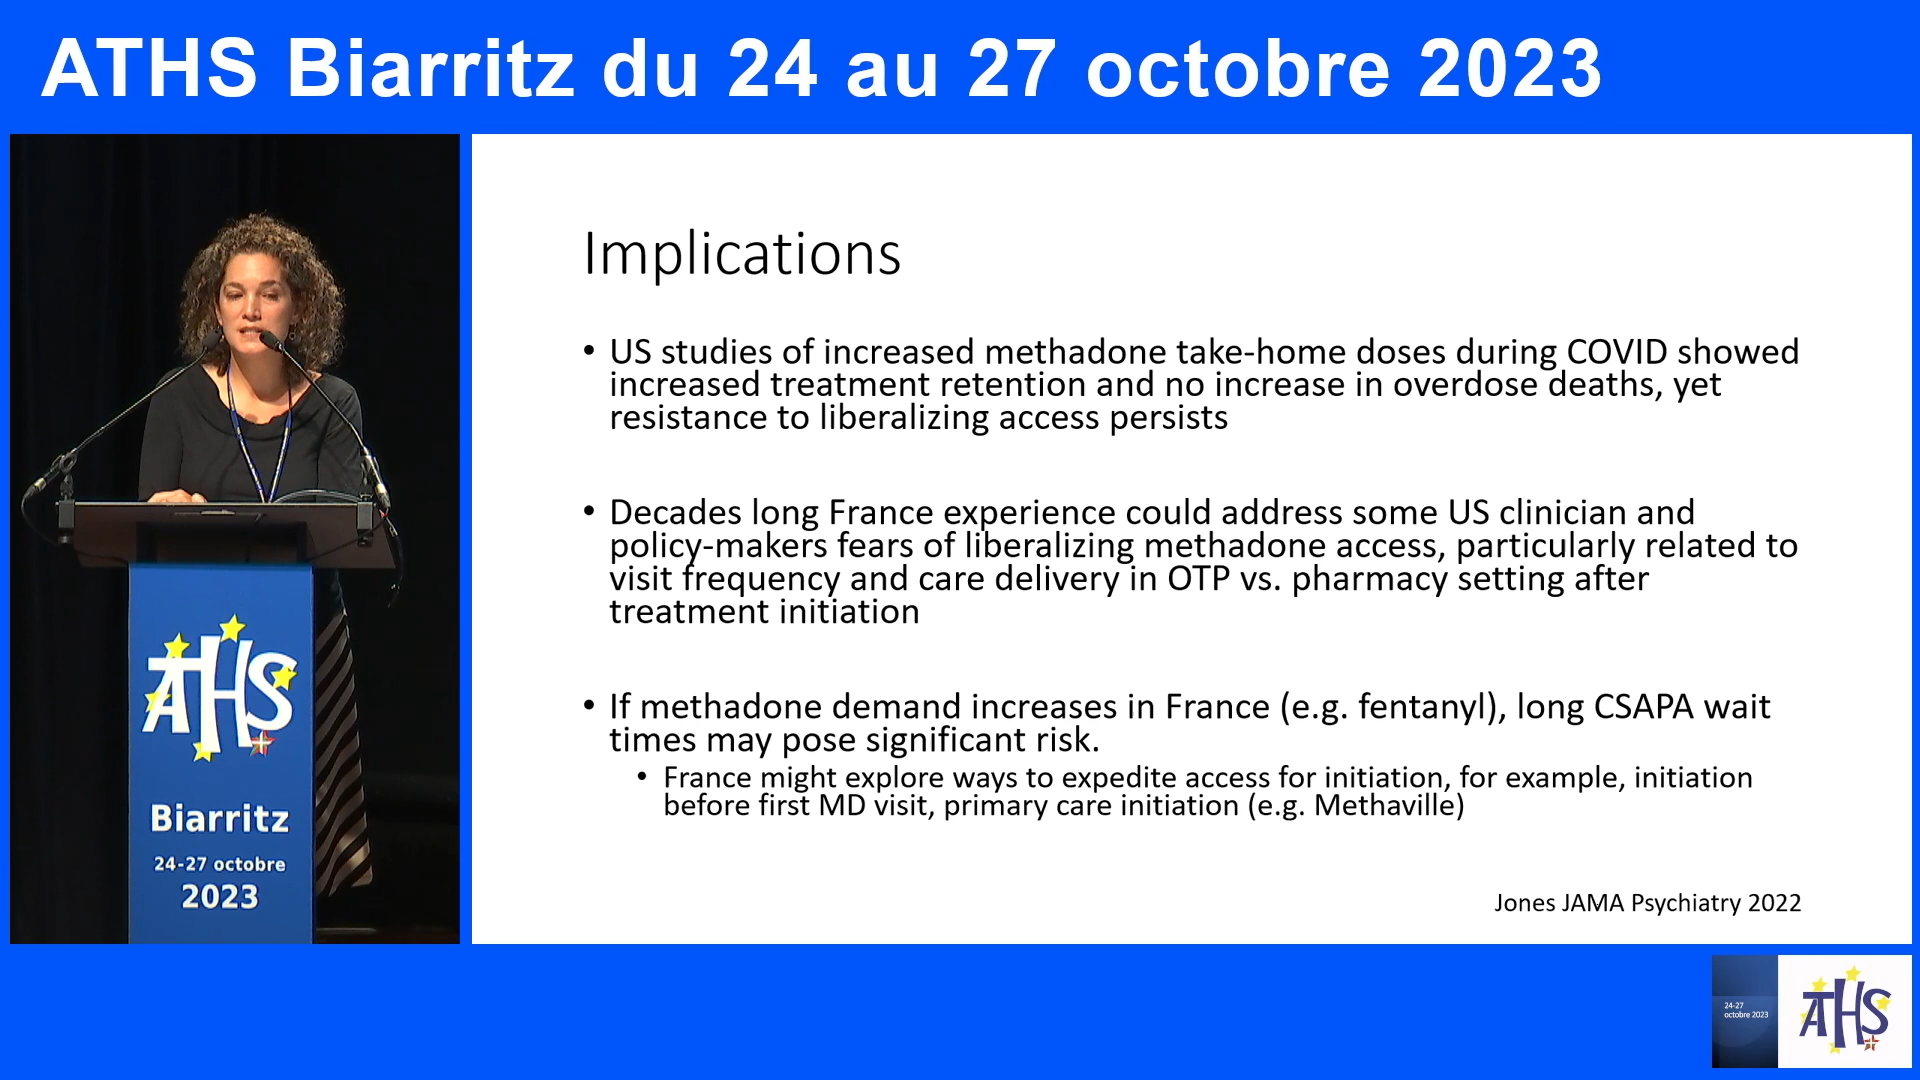 ATHS Biarritz du 24 au 27 octobre 2023
Implications
• US studies of increased methadone take-home doses during COVID showed
increased treatment retention and no increase in overdose deaths, yet
resistance to liberalizing access persists
• Decades long France experience could address some US clinician and
policy-makers fears of liberalizing methadone access, particularly related to
visit frequency and care delivery in OTP vs. pharmacy setting after
treatment initiation
• If methadone demand increases in France (e.g. fentanyl), long CSAPA wait
times may pose significant risk.
• France might explore ways to expedite access for initiation, for example, initiation
before first MD visit, primary care initiation (e.g. Methaville)
Jones JAMA Psychiatry 2022
ATHS
Biarritz
24-27 octobre
2023
24-27
octobre 2023
ATHS